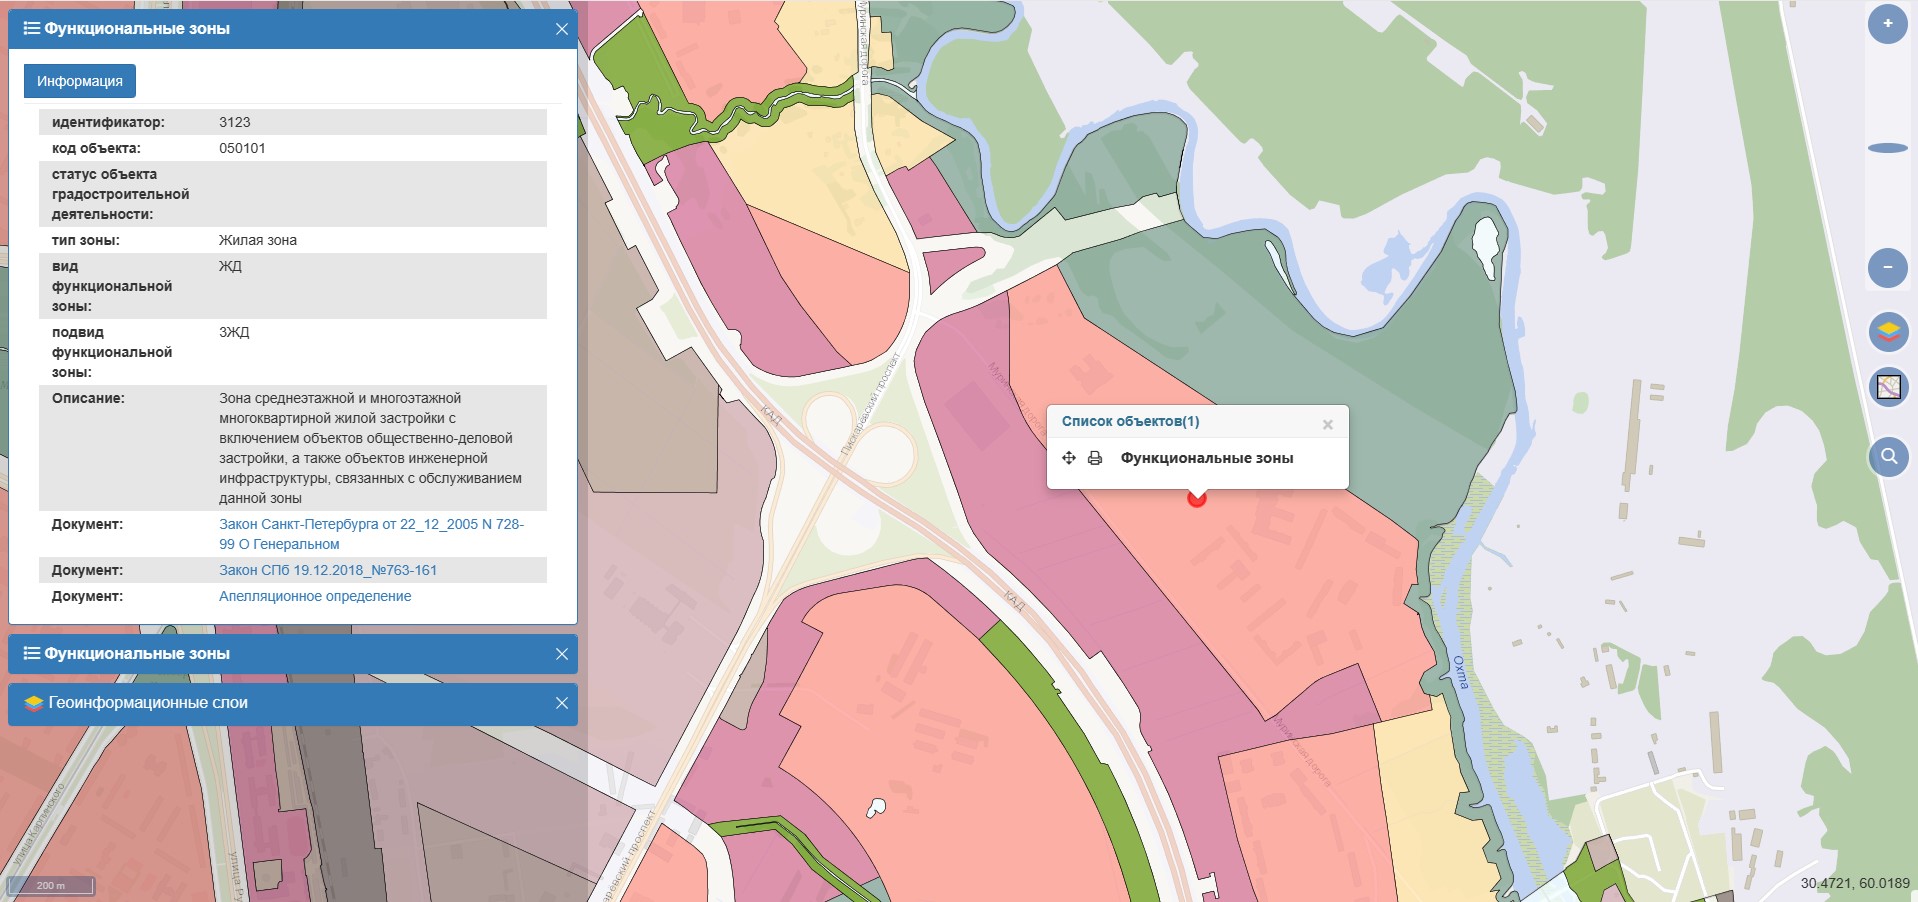 Функциональные зоны
Информация
идентификатор: 3123
код объекта: 050101
статус объекта
градостроительной
деятельности:
тип зоны: Жилая зона
вид ЖД
функциональной
зоны:
подвид 3ЖД
функциональной
зоны:
Описание: Зона среднеэтажной и многоэтажной
многоквартирной жилой застройки с
включением объектов общественно-деловой
застройки, а также объектов инженерной
инфраструктуры, связанных с обслуживанием
данной зоны
Документ: Закон Санкт-Петербурга от 22_12_2005 N 728-
99 О Генеральном
Документ: Закон СПб 19.12.2018_№763-161
Документ: Апелляционное определение
Функциональные зоны
Геоинформационные слои
Список объектов(1)
Функциональные зоны
Муринская дорога
Пискарёвский проспект
КАД
КАД
Охта
Муринская дорога
улица Карпинского
200 m
30.4721, 60.0189